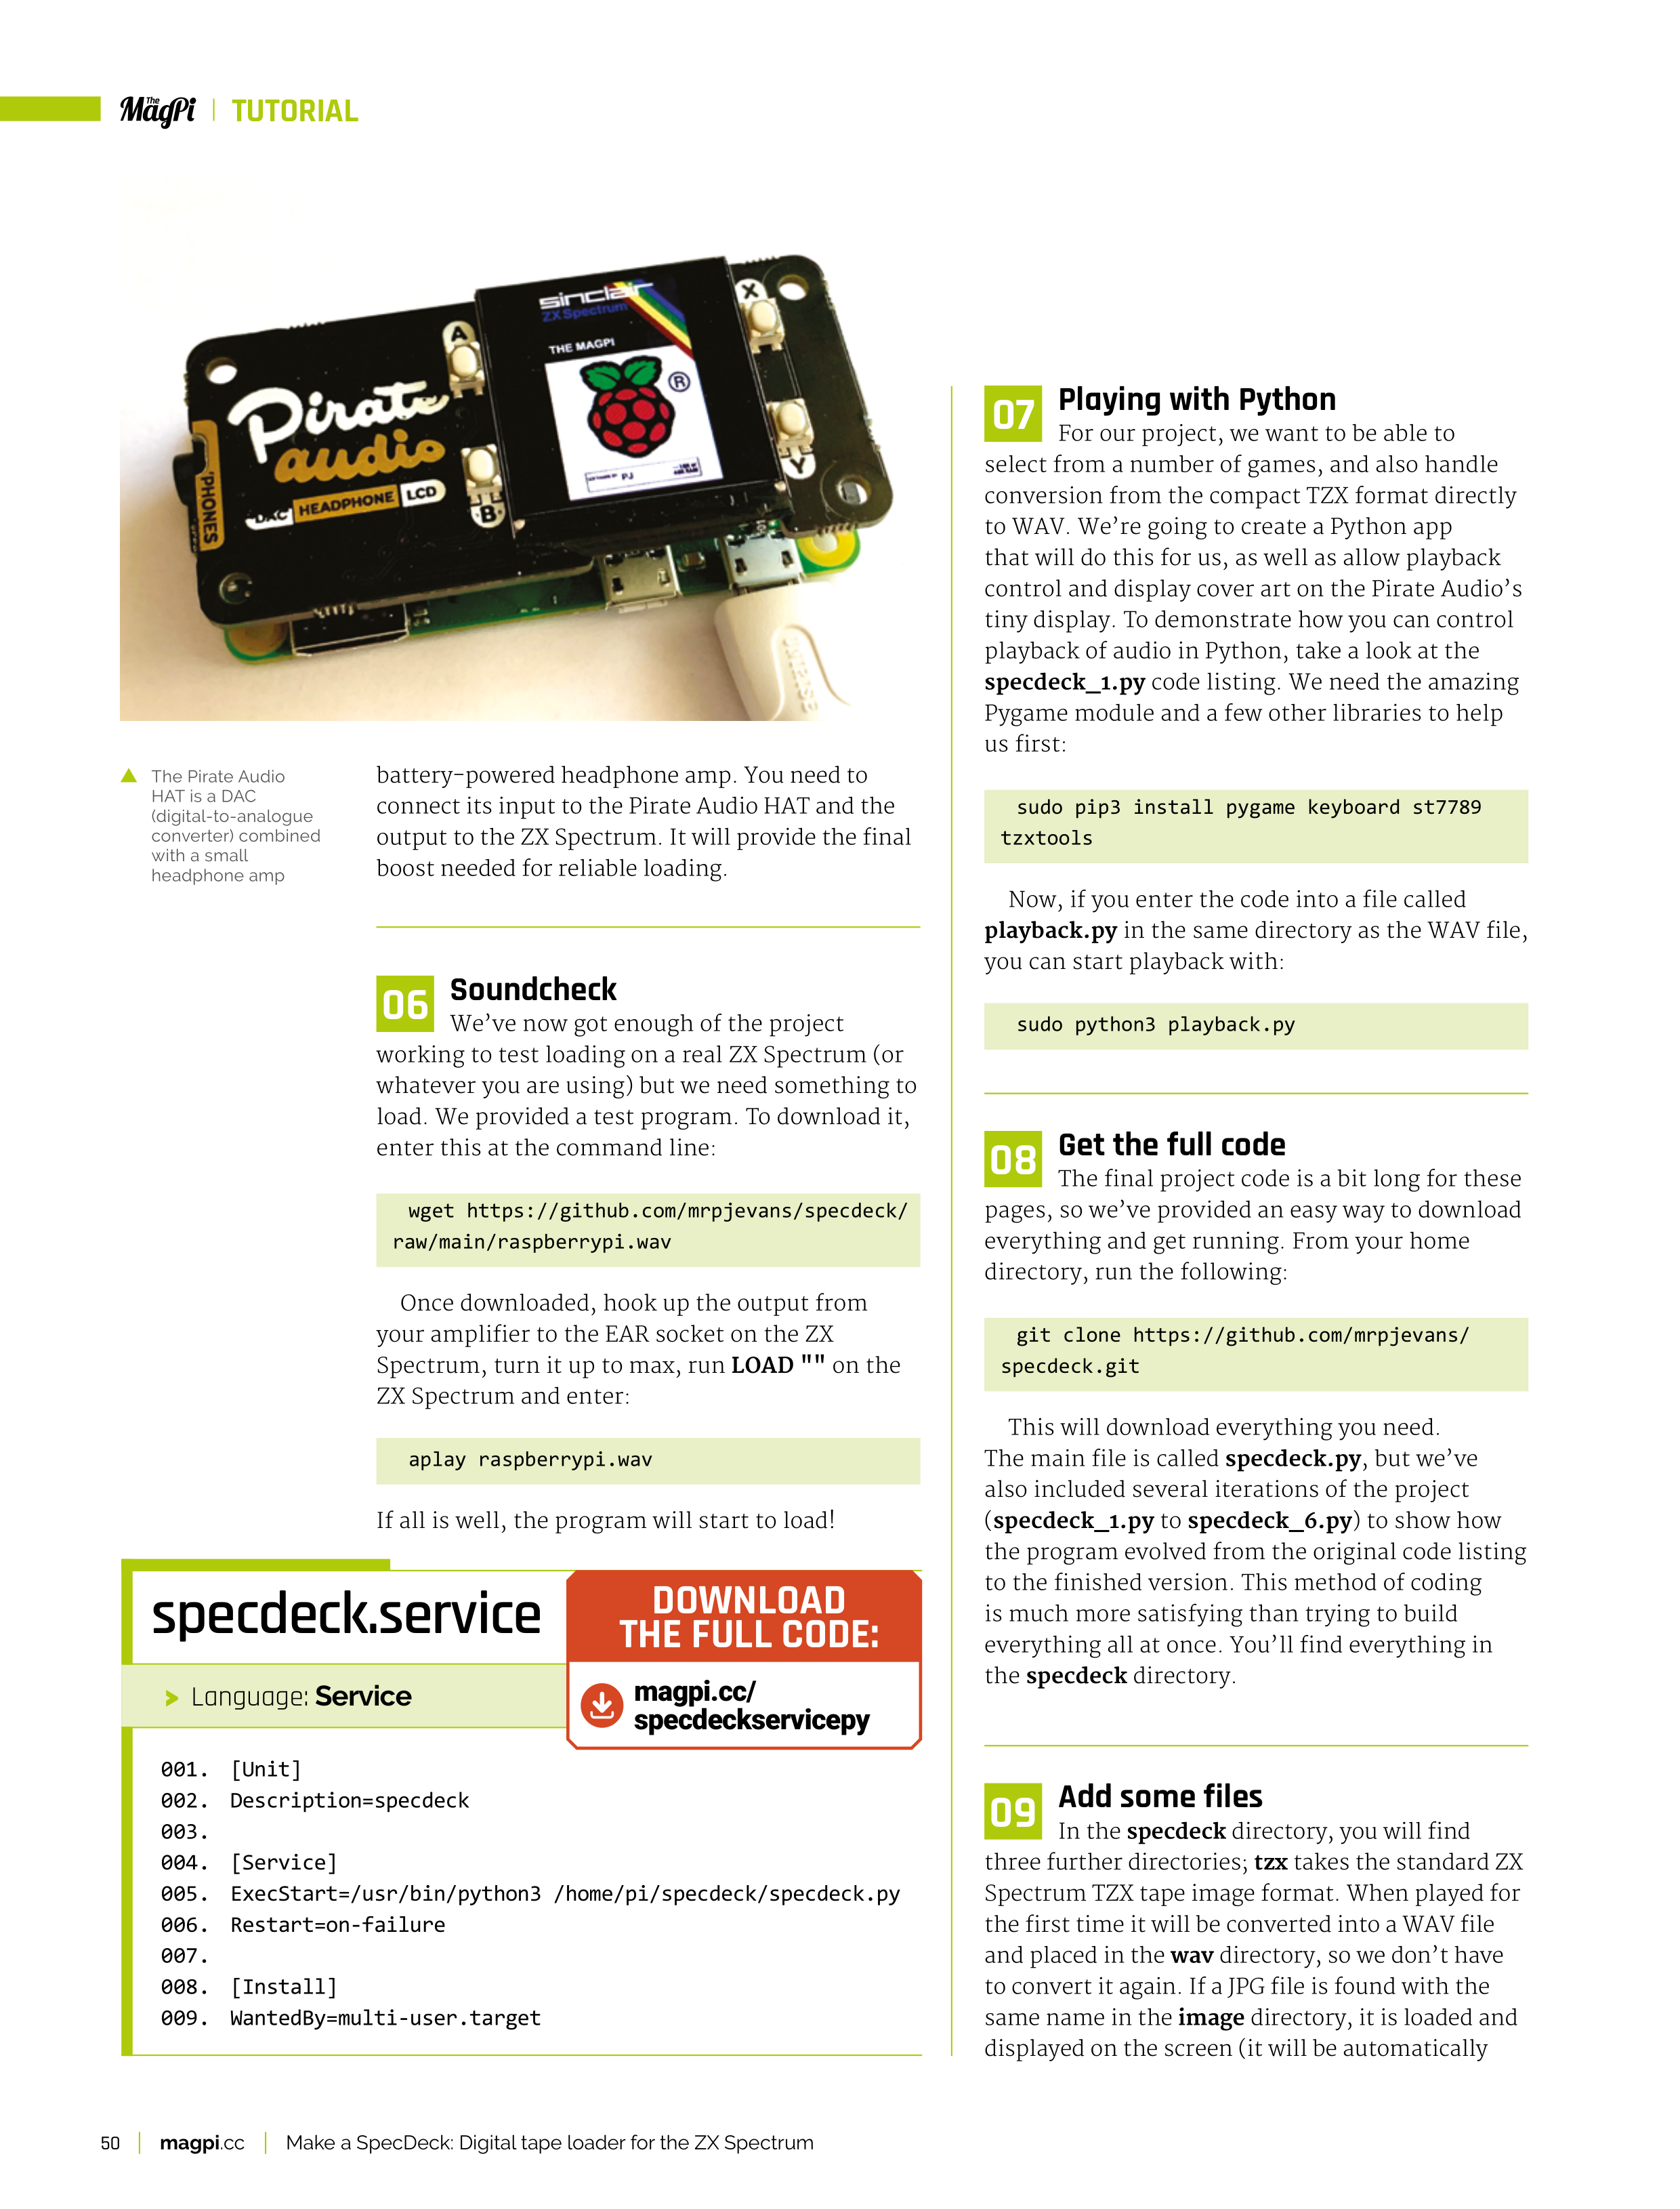 The MagPi
TUTORIAL
Pirate
audio
'PHONES
DAC
HEADPHONE
LCD
A
B
X
Y
sinclair
ZX Spectrum
THE MAGPI
®
PJ
The Pirate Audio
HAT is a DAC
(digital-to-analogue
converter) combined
with a small
headphone amp
battery-powered headphone amp. You need to
connect its input to the Pirate Audio HAT and the
output to the ZX Spectrum. It will provide the final
boost needed for reliable loading.
06
Soundcheck
We’ve now got enough of the project
working to test loading on a real ZX Spectrum (or
whatever you are using) but we need something to
load. We provided a test program. To download it,
enter this at the command line:
wget https://github.com/mrpjevans/specdeck/
raw/main/raspberrypi.wav
Once downloaded, hook up the output from
your amplifier to the EAR socket on the ZX
Spectrum, turn it up to max, run LOAD "" on the
ZX Spectrum and enter:
aplay raspberrypi.wav
If all is well, the program will start to load!
specdeck.service
> Language: Service
DOWNLOAD
THE FULL CODE:
magpi.cc/
specdeckservicepy
001. [Unit]
002. Description=specdeck
003.
004. [Service]
005. ExecStart=/usr/bin/python3 /home/pi/specdeck/specdeck.py
006. Restart=on-failure
007.
008. [Install]
009. WantedBy=multi-user.target
07
Playing with Python
For our project, we want to be able to
select from a number of games, and also handle
conversion from the compact TZX format directly
to WAV. We’re going to create a Python app
that will do this for us, as well as allow playback
control and display cover art on the Pirate Audio’s
tiny display. To demonstrate how you can control
playback of audio in Python, take a look at the
specdeck_1.py code listing. We need the amazing
Pygame module and a few other libraries to help
us first:
sudo pip3 install pygame keyboard st7789
tzxtools
Now, if you enter the code into a file called
playback.py in the same directory as the WAV file,
you can start playback with:
sudo python3 playback.py
08
Get the full code
The final project code is a bit long for these
pages, so we’ve provided an easy way to download
everything and get running. From your home
directory, run the following:
git clone https://github.com/mrpjevans/
specdeck.git
This will download everything you need.
The main file is called specdeck.py, but we’ve
also included several iterations of the project
(specdeck_1.py to specdeck_6.py) to show how
the program evolved from the original code listing
to the finished version. This method of coding
is much more satisfying than trying to build
everything all at once. You’ll find everything in
the specdeck directory.
09
Add some files
In the specdeck directory, you will find
three further directories; tzx takes the standard ZX
Spectrum TZX tape image format. When played for
the first time it will be converted into a WAV file
and placed in the wav directory, so we don’t have
to convert it again. If a JPG file is found with the
same name in the image directory, it is loaded and
displayed on the screen (it will be automatically
50
magpi.cc
Make a SpecDeck: Digital tape loader for the ZX Spectrum